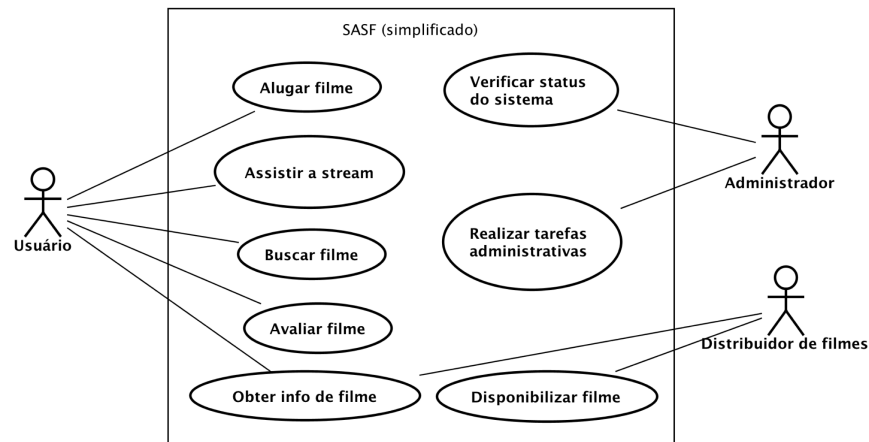 SASF (simplificado)
Alugar filme
Verificar status
do sistema
Assistir a stream
Administrador
Usuário
Realizar tarefas
administrativas
Buscar filme
Avaliar filme
Distribuidor de filmes
Obter info de filme
Disponibilizar filme